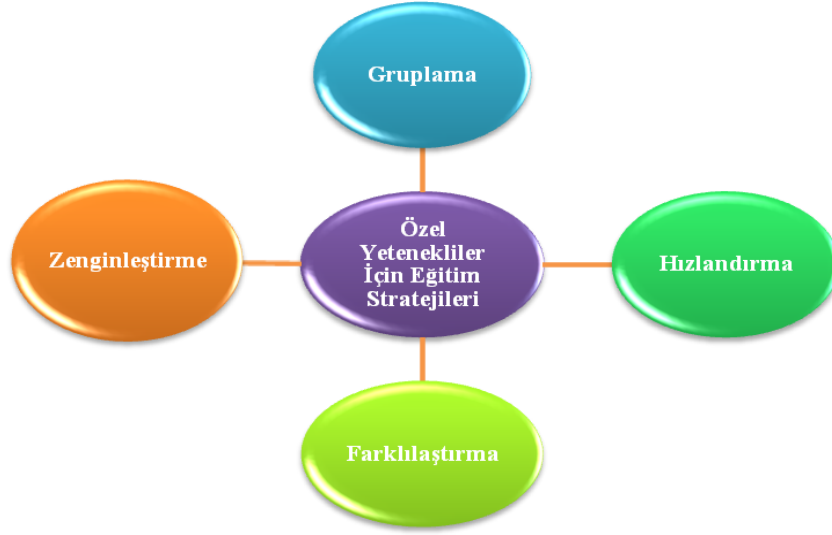 Gruplama
Zenginleştirme
Özel
Yetenekliler
İçin Eğitim
Stratejileri
Hızlandırma
Farklılaştırma